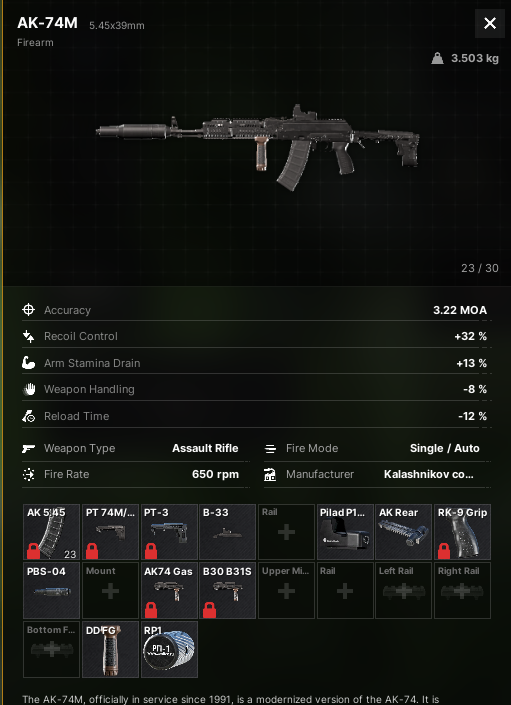 AK-74M 5.45x39mm
Firearm
3.503 kg
23 / 30
Accuracy 3.22 MOA
Recoil Control +32 %
Arm Stamina Drain +13 %
Weapon Handling -8 %
Reload Time -12 %
Weapon Type Assault Rifle Fire Mode Single / Auto
Fire Rate 650 rpm Manufacturer Kalashnikov co...
AK 5.45 PT 74M/... PT-3 B-33 Rail Pilad P1... AK Rear RK-9 Grip
23
PBS-04 Mount AK74 Gas B30 B31S Upper Mi... Rail Left Rail Right Rail
Bottom F... DD FG RP1
РП-1
The AK-74M, officially in service since 1991, is a modernized version of the AK-74. It is